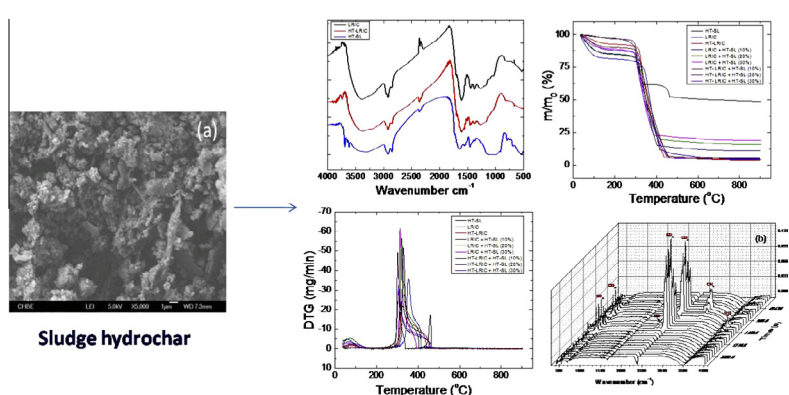 (a)
CHBE LEI 5.0kV X5,000 1µm WD 7.3mm
Sludge hydrochar
LRIC
HT-LRIC
HT-SL
4000 3500 3000 2500 2000 1500 1000 500
Wavenumber cm-1
m/m0 (%)
100
75
50
25
0
HT-SL
LRIC
HT-LRIC
LRIC + HT-SL (10%)
LRIC + HT-SL (20%)
LRIC + HT-SL (30%)
HT-LRIC + HT-SL (10%)
HT-LRIC + HT-SL (20%)
HT-LRIC + HT-SL (30%)
0 200 400 600 800
Temperature (°C)
DTG (mg/min)
-70
-60
-50
-40
-30
-20
-10
0
10
HT-SL
LRIC
HT-LRIC
LRIC + HT-SL (10%)
LRIC + HT-SL (20%)
LRIC + HT-SL (30%)
HT-LRIC + HT-SL (10%)
HT-LRIC + HT-SL (20%)
HT-LRIC + HT-SL (30%)
0 200 400 600 800
Temperature (°C)
(b)
Wavenumber (cm-1)